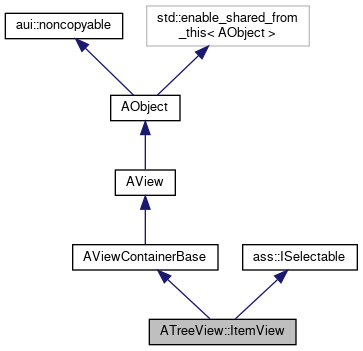 aui::noncopyable
std::enable_shared_from
_this< AObject >
AObject
AView
AViewContainerBase
ass::ISelectable
ATreeView::ItemView